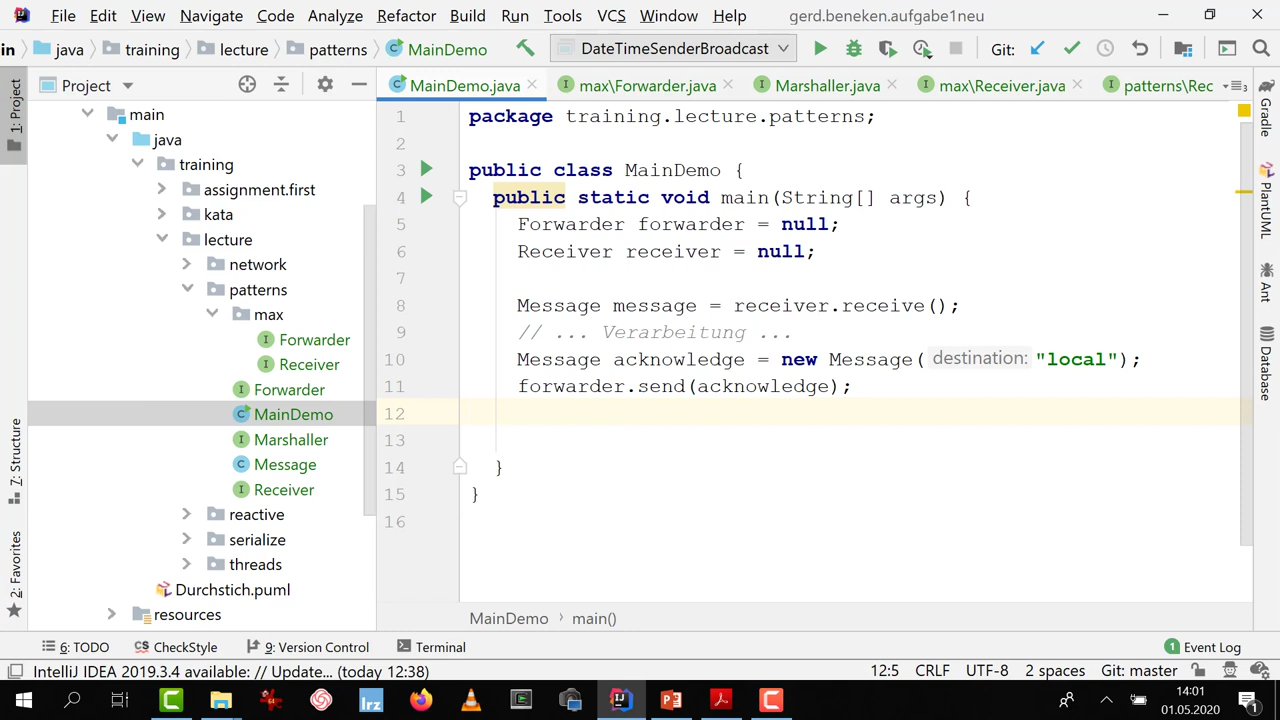 File Edit View Navigate Code Analyze Refactor Build Run Tools VCS Window Help gerd.beneken.aufgabe1neu
in java training lecture patterns MainDemo DateTimeSenderBroadcast Git:
Project
MainDemo.java max\Forwarder.java Marshaller.java max\Receiver.java patterns\Rec 3
1: Project
7: Structure
2: Favorites
main
java
training
assignment.first
kata
lecture
network
patterns
max
Forwarder
Receiver
Forwarder
MainDemo
Marshaller
Message
Receiver
reactive
serialize
threads
Durchstich.puml
resources
1 package training.lecture.patterns;
2
3 public class MainDemo {
4 public static void main(String[] args) {
5 Forwarder forwarder = null;
6 Receiver receiver = null;
7
8 Message message = receiver.receive();
9 // ... Verarbeitung ...
10 Message acknowledge = new Message( destination: "local");
11 forwarder.send(acknowledge);
12
13
14 }
15 }
16
Gradle
PlantUML
Ant
Database
MainDemo main()
6: TODO CheckStyle 9: Version Control Terminal 1 Event Log
IntelliJ IDEA 2019.3.4 available: // Update... (today 12:38) 12:5 CRLF UTF-8 2 spaces Git: master
lrz
14:01
01.05.2020
1